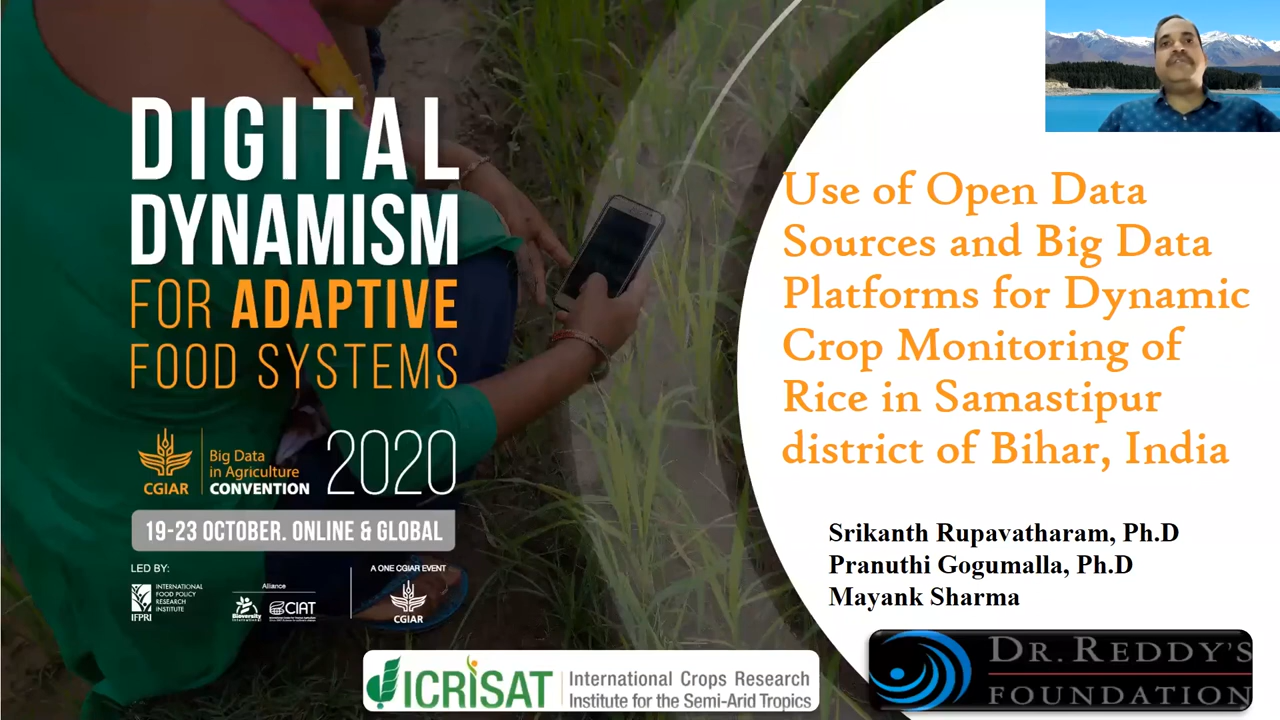 DIGITAL
DYNAMISM
FOR ADAPTIVE
FOOD SYSTEMS
CGIAR
Big Data
in Agriculture
CONVENTION
2020
19-23 OCTOBER. ONLINE & GLOBAL
LED BY:
IFPRI
INTERNATIONAL
FOOD POLICY
RESEARCH
INSTITUTE
Alliance
Bioversity
International
CIAT
A ONE CGIAR EVENT
CGIAR
Use of Open Data
Sources and Big Data
Platforms for Dynamic
Crop Monitoring of
Rice in Samastipur
district of Bihar, India
Srikanth Rupavatharam, Ph.D
Pranuthi Gogumalla, Ph.D
Mayank Sharma
ICRISAT
International Crops Research
Institute for the Semi-Arid Tropics
DR. REDDY'S
FOUNDATION